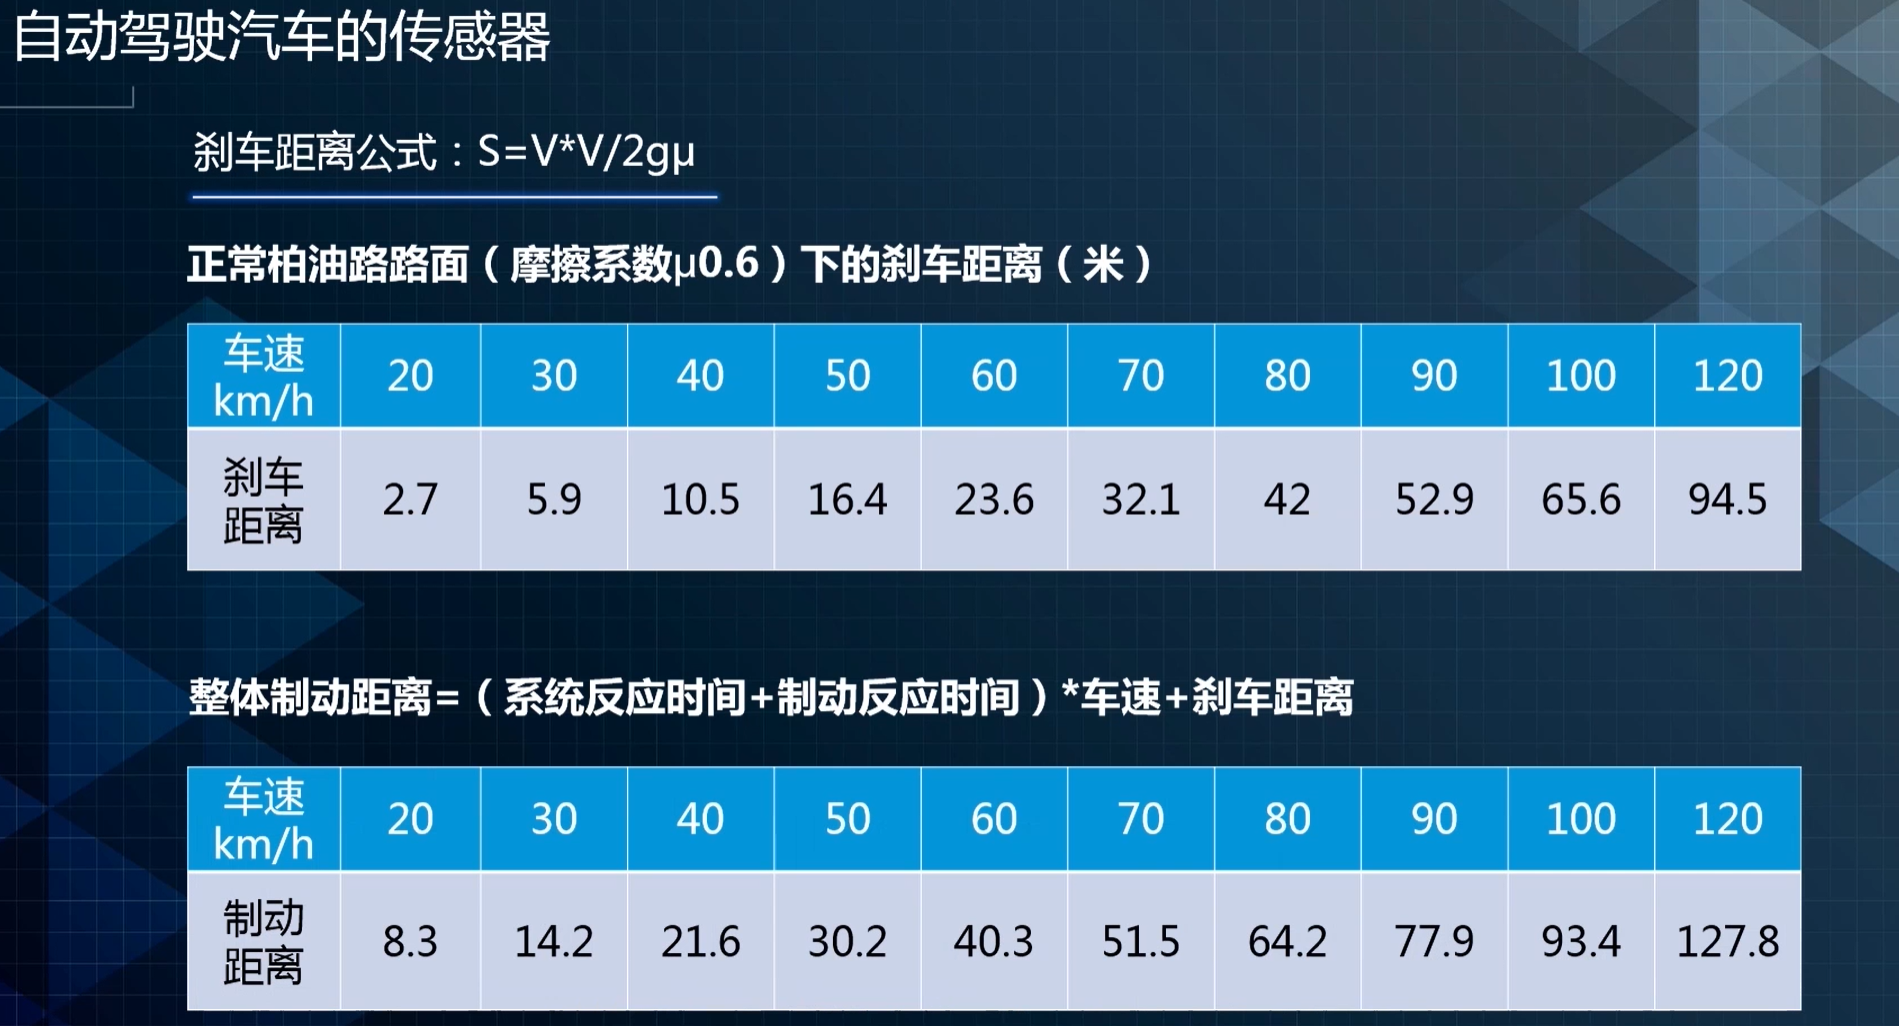 自动驾驶汽车的传感器
刹车距离公式：S=V*V/2gμ
正常柏油路路面（摩擦系数μ0.6）下的刹车距离（米）
车速
km/h 20 30 40 50 60 70 80 90 100 120
刹车
距离 2.7 5.9 10.5 16.4 23.6 32.1 42 52.9 65.6 94.5
整体制动距离=（系统反应时间+制动反应时间）*车速+刹车距离
车速
km/h 20 30 40 50 60 70 80 90 100 120
制动
距离 8.3 14.2 21.6 30.2 40.3 51.5 64.2 77.9 93.4 127.8